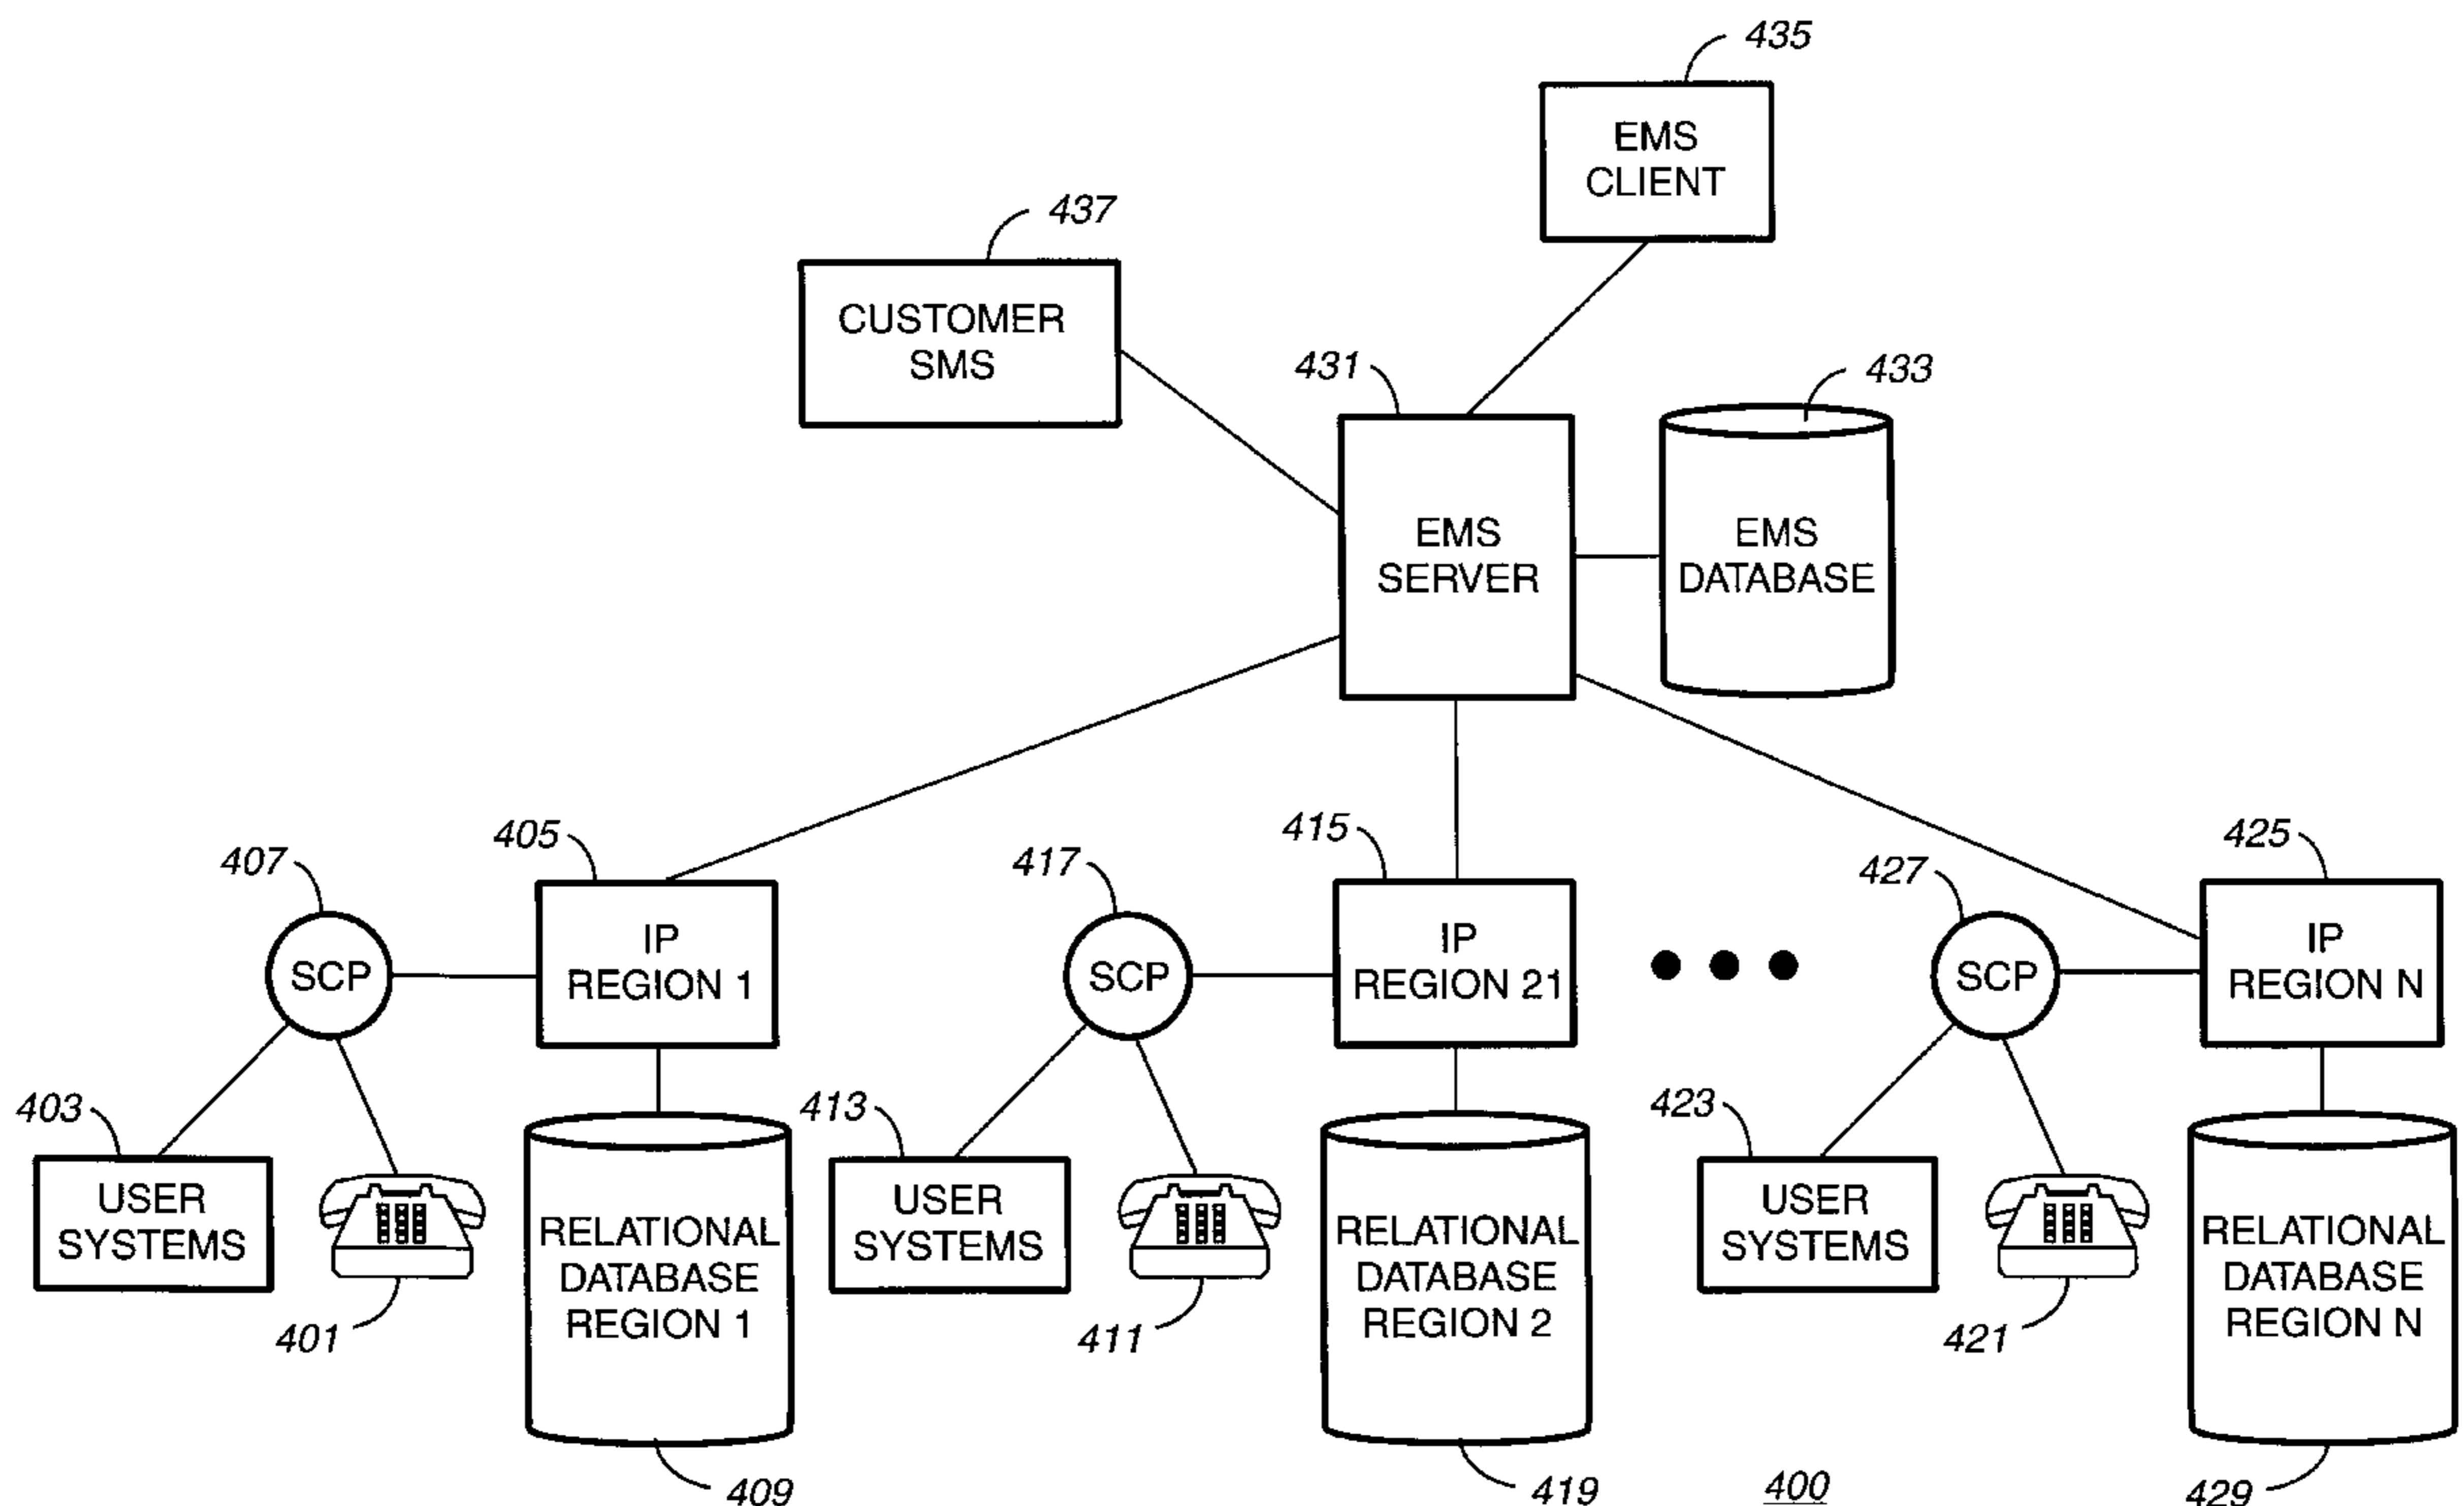 435
EMS
CLIENT
437
CUSTOMER
SMS
431
433
EMS
SERVER
EMS
DATABASE
405
415
425
407
417
427
SCP
IP
REGION 1
SCP
IP
REGION 21
SCP
IP
REGION N
403
413
423
USER
SYSTEMS
RELATIONAL
DATABASE
REGION 1
USER
SYSTEMS
RELATIONAL
DATABASE
REGION 2
USER
SYSTEMS
RELATIONAL
DATABASE
REGION N
401
411
421
409
419
400
429